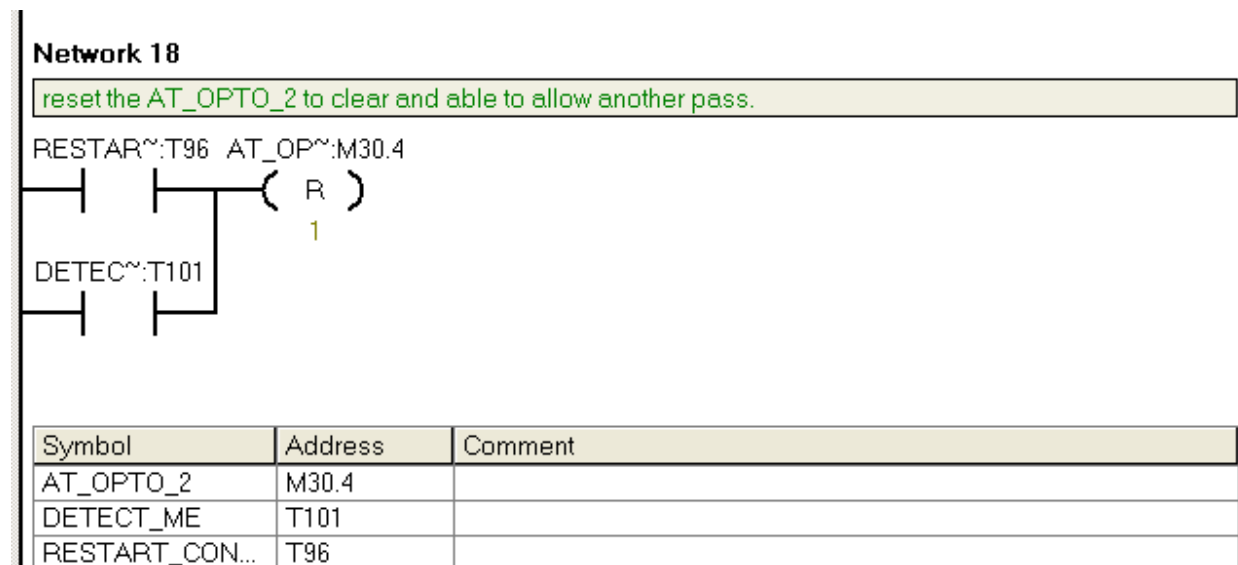 Network 18
reset the AT_OPTO_2 to clear and able to allow another pass.
RESTAR~:T96 AT_OP~:M30.4
R
1
DETEC~:T101
Symbol Address Comment
AT_OPTO_2 M30.4
DETECT_ME T101
RESTART_CON... T96